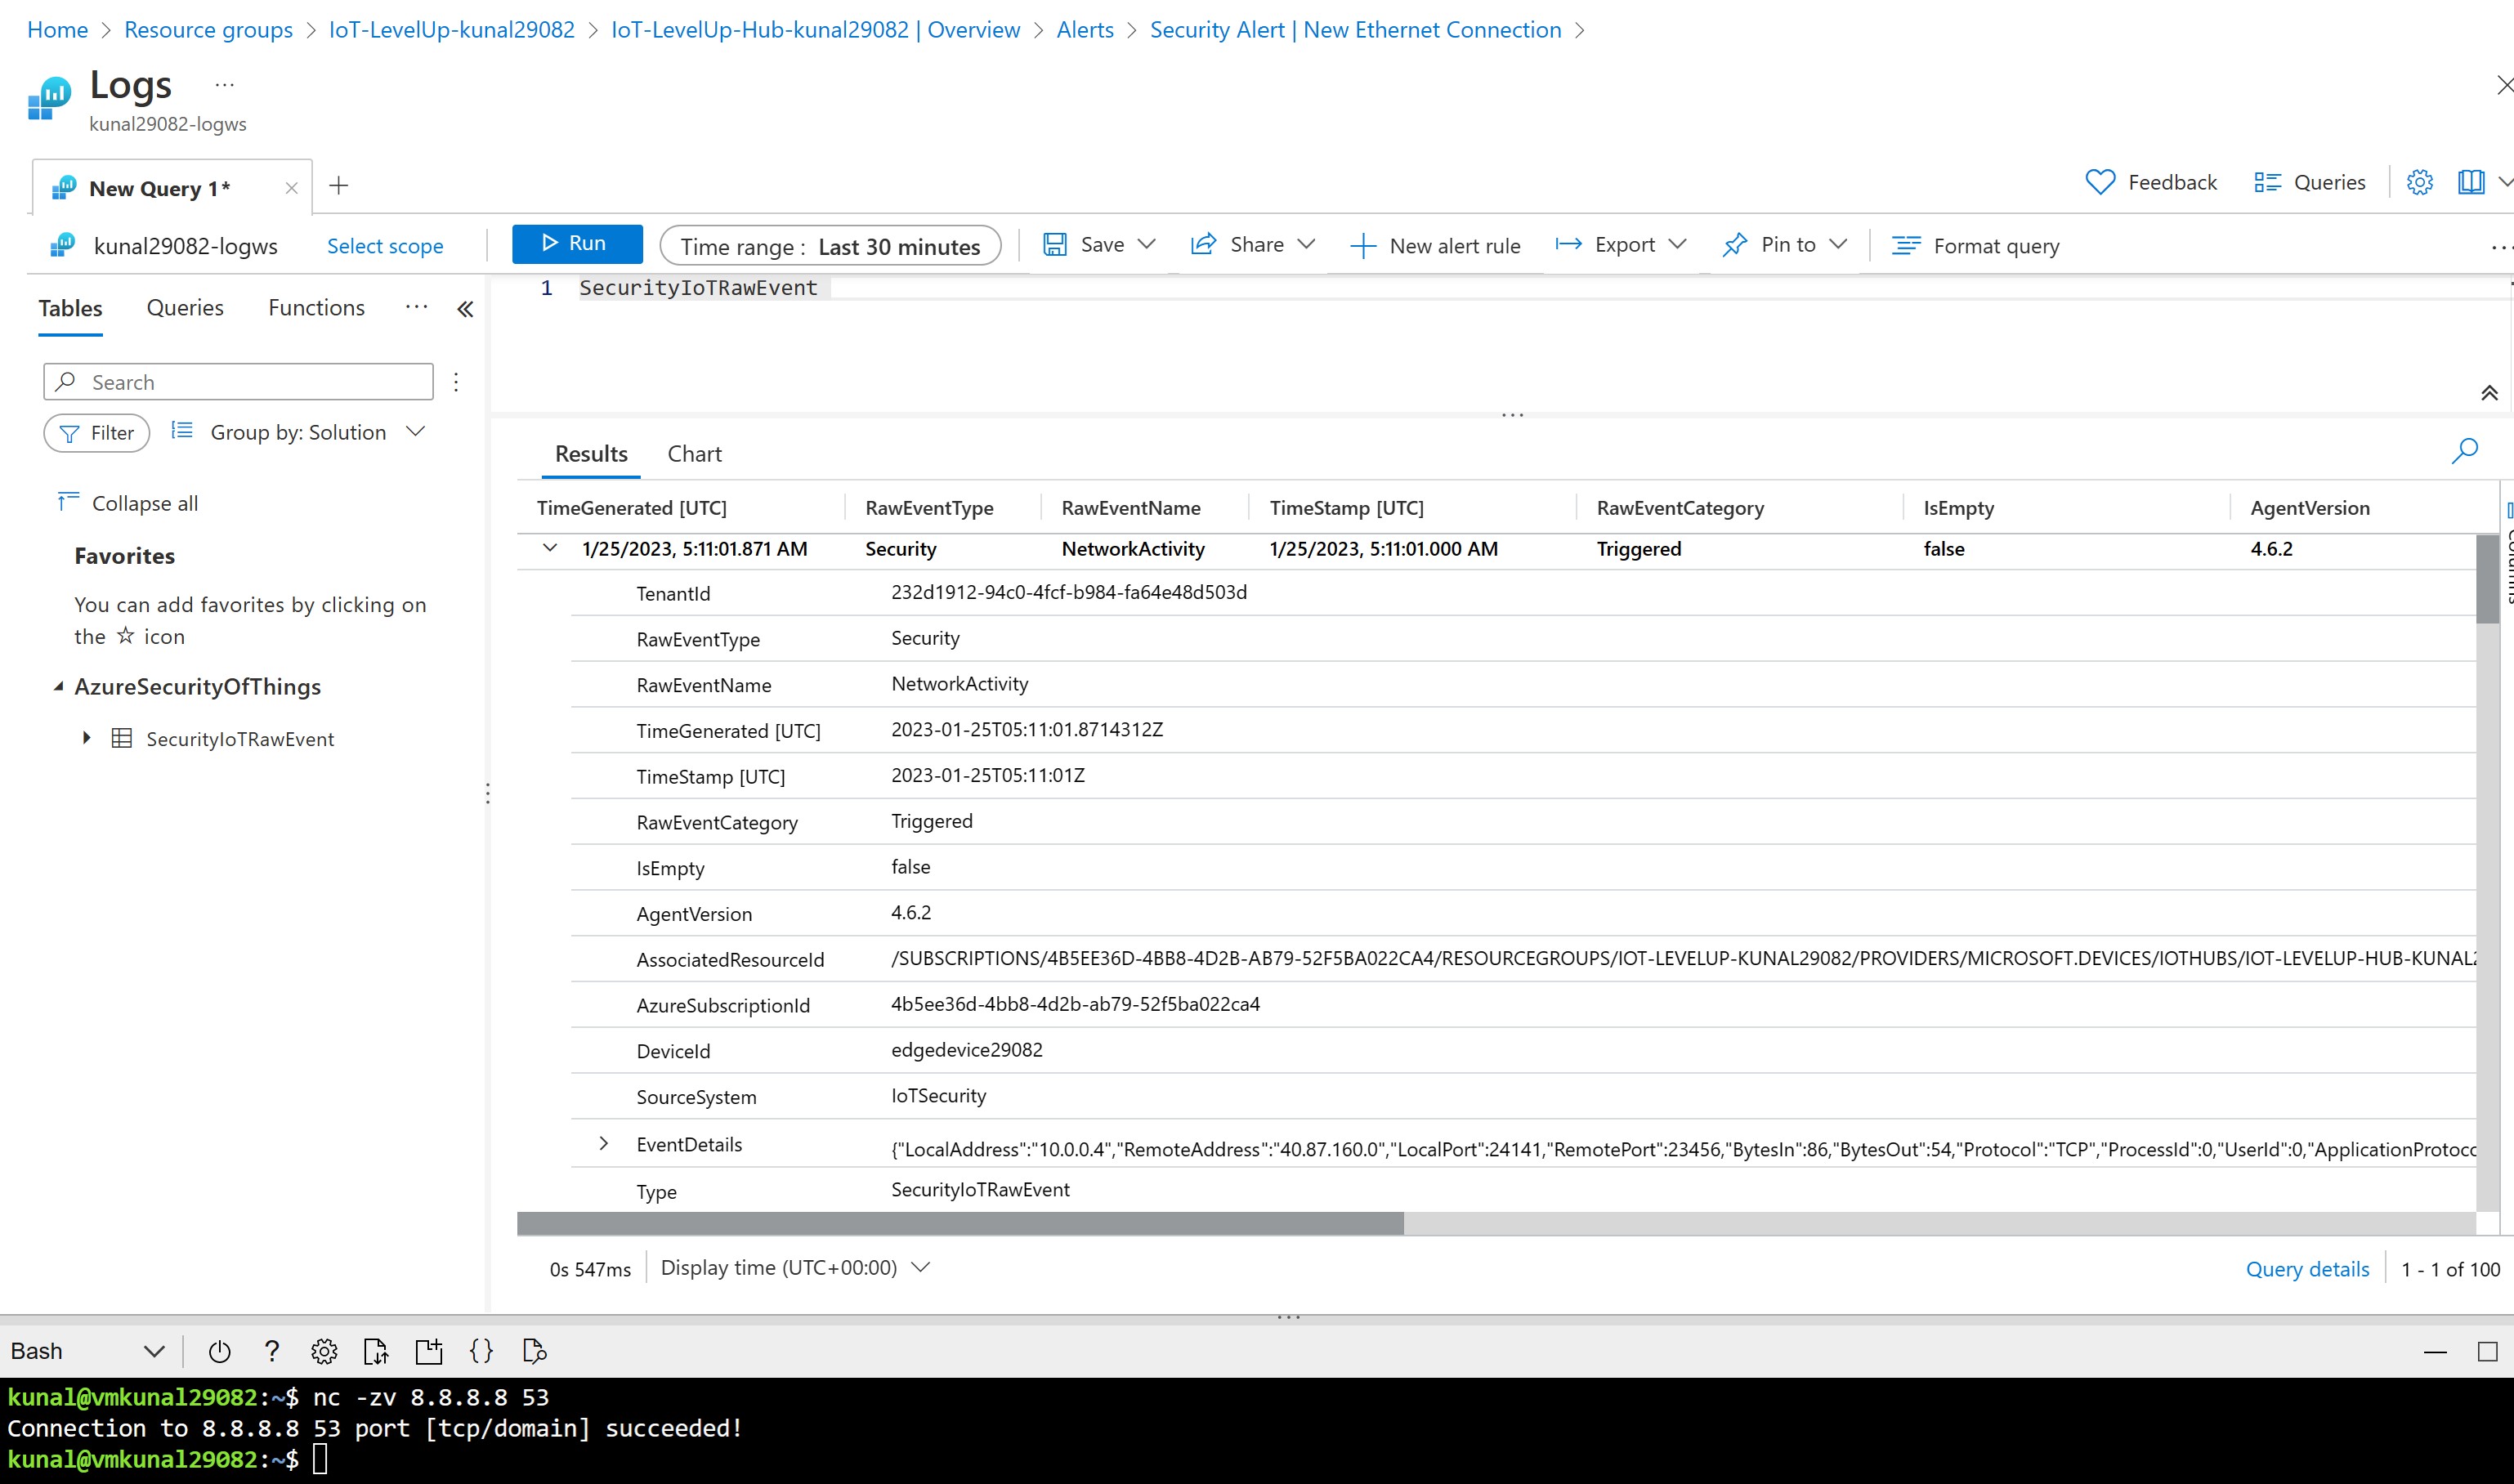 Home > Resource groups > IoT-LevelUp-kunal29082 > IoT-LevelUp-Hub-kunal29082 | Overview > Alerts > Security Alert | New Ethernet Connection >
Logs ...
kunal29082-logws
New Query 1*
Feedback Queries
kunal29082-logws Select scope Run Time range : Last 30 minutes Save Share New alert rule Export Pin to Format query ...
Tables Queries Functions ...
1 SecurityIoTRawEvent
Search
Filter Group by: Solution
Collapse all
Favorites
You can add favorites by clicking on
the ☆ icon
AzureSecurityOfThings
SecurityIoTRawEvent
Results Chart
TimeGenerated [UTC] RawEventType RawEventName TimeStamp [UTC] RawEventCategory IsEmpty AgentVersion
Columns
1/25/2023, 5:11:01.871 AM Security NetworkActivity 1/25/2023, 5:11:01.000 AM Triggered false 4.6.2
TenantId 232d1912-94c0-4fcf-b984-fa64e48d503d
RawEventType Security
RawEventName NetworkActivity
TimeGenerated [UTC] 2023-01-25T05:11:01.8714312Z
TimeStamp [UTC] 2023-01-25T05:11:01Z
RawEventCategory Triggered
IsEmpty false
AgentVersion 4.6.2
AssociatedResourceId /SUBSCRIPTIONS/4B5EE36D-4BB8-4D2B-AB79-52F5BA022CA4/RESOURCEGROUPS/IOT-LEVELUP-KUNAL29082/PROVIDERS/MICROSOFT.DEVICES/IOTHUBS/IOT-LEVELUP-HUB-KUNAL2
AzureSubscriptionId 4b5ee36d-4bb8-4d2b-ab79-52f5ba022ca4
DeviceId edgedevice29082
SourceSystem IoTSecurity
EventDetails {"LocalAddress":"10.0.0.4","RemoteAddress":"40.87.160.0","LocalPort":24141,"RemotePort":23456,"BytesIn":86,"BytesOut":54,"Protocol":"TCP","ProcessId":0,"UserId":0,"ApplicationProtoco
Type SecurityIoTRawEvent
0s 547ms Display time (UTC+00:00) Query details 1 - 1 of 100
Bash ? {}
kunal@vmkunal29082:~$ nc -zv 8.8.8.8 53
Connection to 8.8.8.8 53 port [tcp/domain] succeeded!
kunal@vmkunal29082:~$